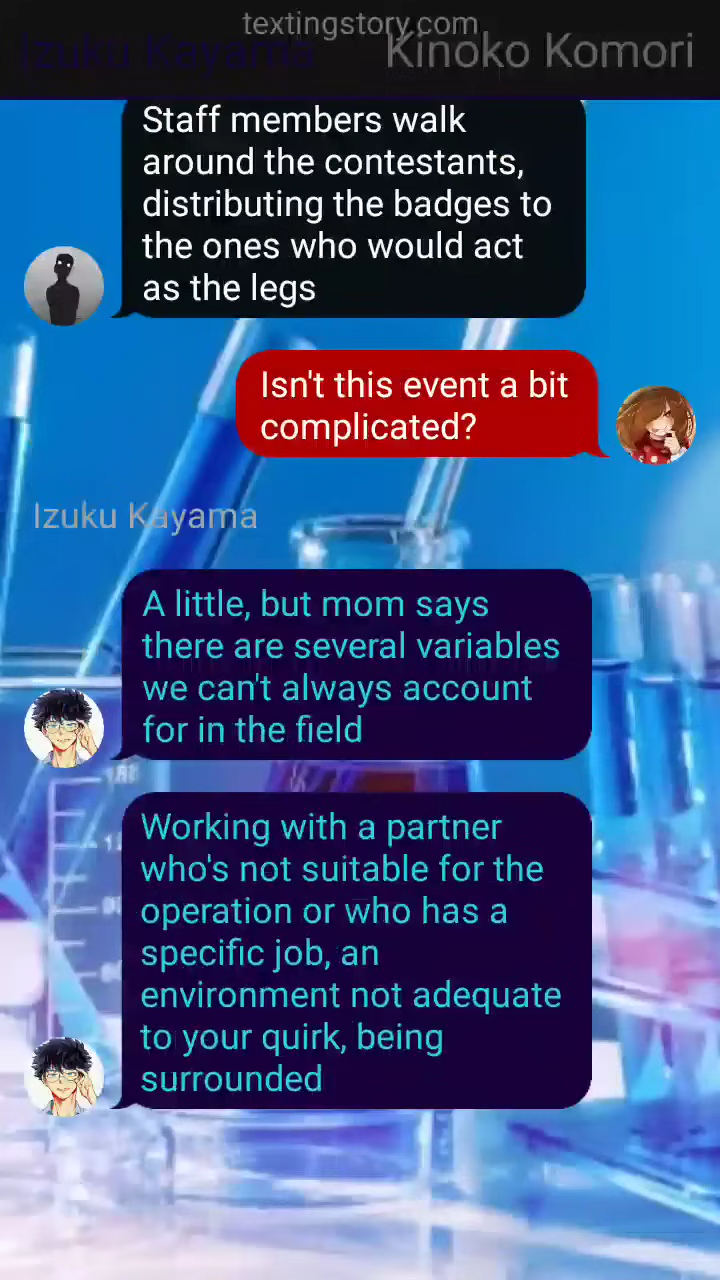 textingstory.com
Izuku Kayama
Kinoko Komori
Staff members walk
around the contestants,
distributing the badges to
the ones who would act
as the legs
Isn't this event a bit
complicated?
Izuku Kayama
A little, but mom says
there are several variables
we can't always account
for in the field
Working with a partner
who's not suitable for the
operation or who has a
specific job, an
environment not adequate
to your quirk, being
surrounded